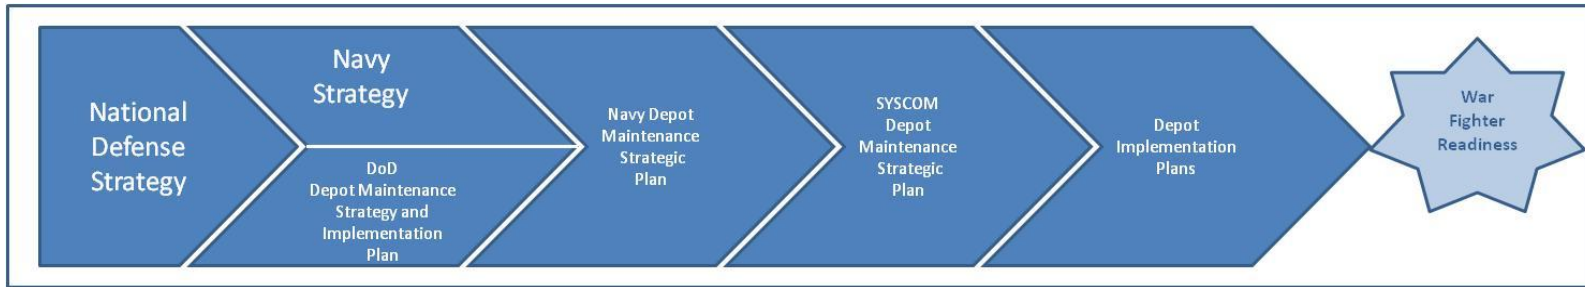 National
Defense
Strategy
Navy
Strategy
DoD
Depot Maintenance
Strategy and
Implementation
Plan
Navy Depot
Maintenance
Strategic
Plan
SYSCOM
Depot
Maintenance
Strategic
Plan
Depot
Implementation
Plans
War
Fighter
Readiness